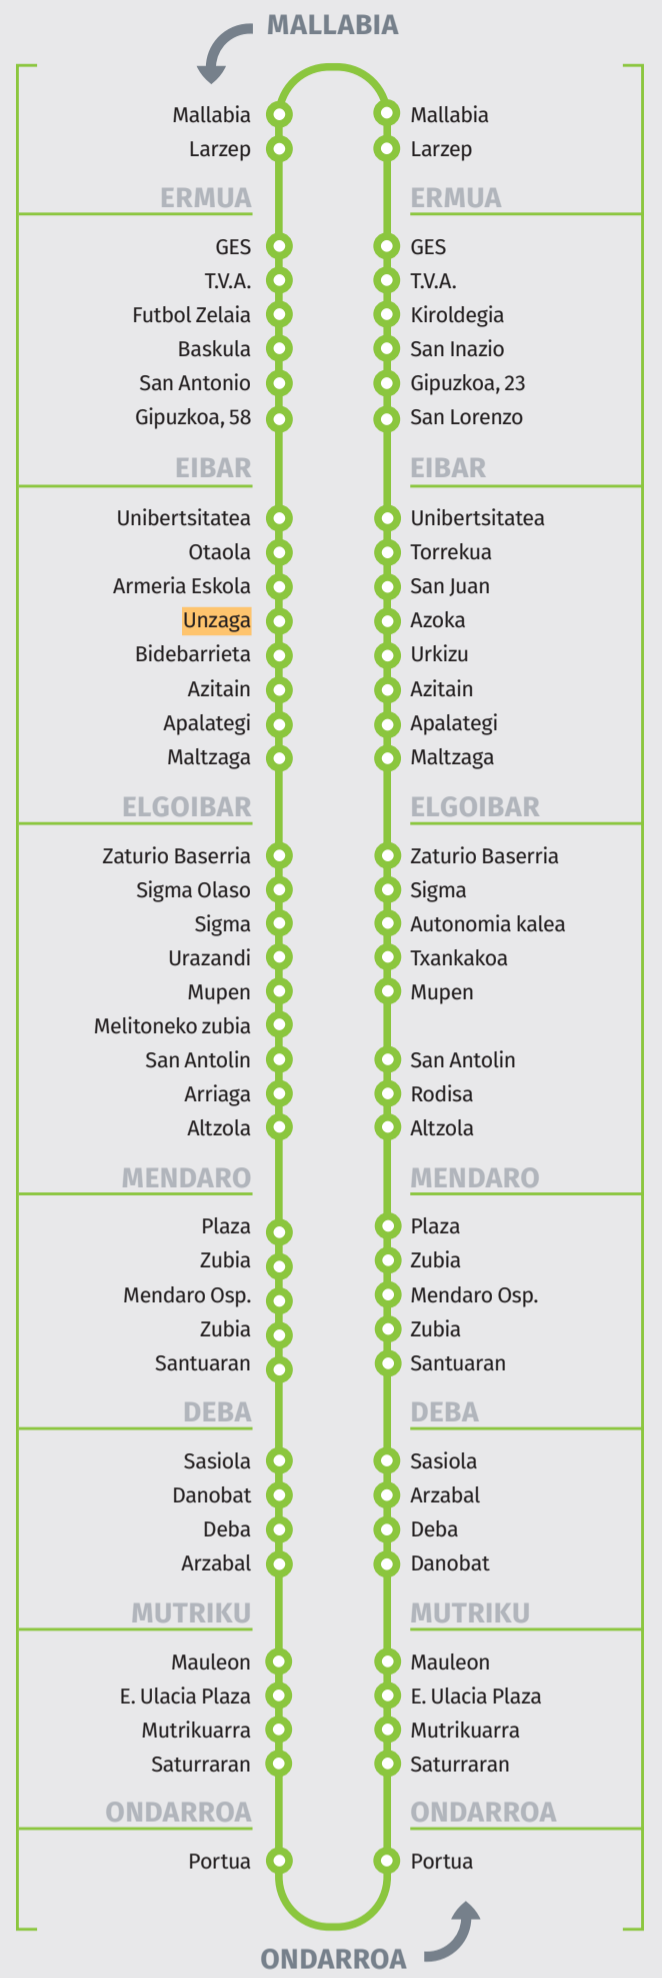 MALLABIA
Mallabia
Larzep
ERMUA
GES
T.V.A.
Futbol Zelaia
Baskula
San Antonio
Gipuzkoa, 58
EIBAR
Unibertsitatea
Otaola
Armeria Eskola
Unzaga
Bidebarrieta
Azitain
Apalategi
Maltzaga
ELGOIBAR
Zaturio Baserria
Sigma Olaso
Sigma
Urazandi
Mupen
Melitoneko zubia
San Antolin
Arriaga
Altzola
MENDARO
Plaza
Zubia
Mendaro Osp.
Zubia
Santuaran
DEBA
Sasiola
Danobat
Deba
Arzabal
MUTRIKU
Mauleon
E. Ulacia Plaza
Mutrikuarra
Saturraran
ONDARROA
Portua
Mallabia
Larzep
ERMUA
GES
T.V.A.
Kiroldegia
San Inazio
Gipuzkoa, 23
San Lorenzo
EIBAR
Unibertsitatea
Torrekua
San Juan
Azoka
Urkizu
Azitain
Apalategi
Maltzaga
ELGOIBAR
Zaturio Baserria
Sigma
Autonomia kalea
Txankakoa
Mupen
San Antolin
Rodisa
Altzola
MENDARO
Plaza
Zubia
Mendaro Osp.
Zubia
Santuaran
DEBA
Sasiola
Arzabal
Deba
Danobat
MUTRIKU
Mauleon
E. Ulacia Plaza
Mutrikuarra
Saturraran
ONDARROA
Portua
ONDARROA